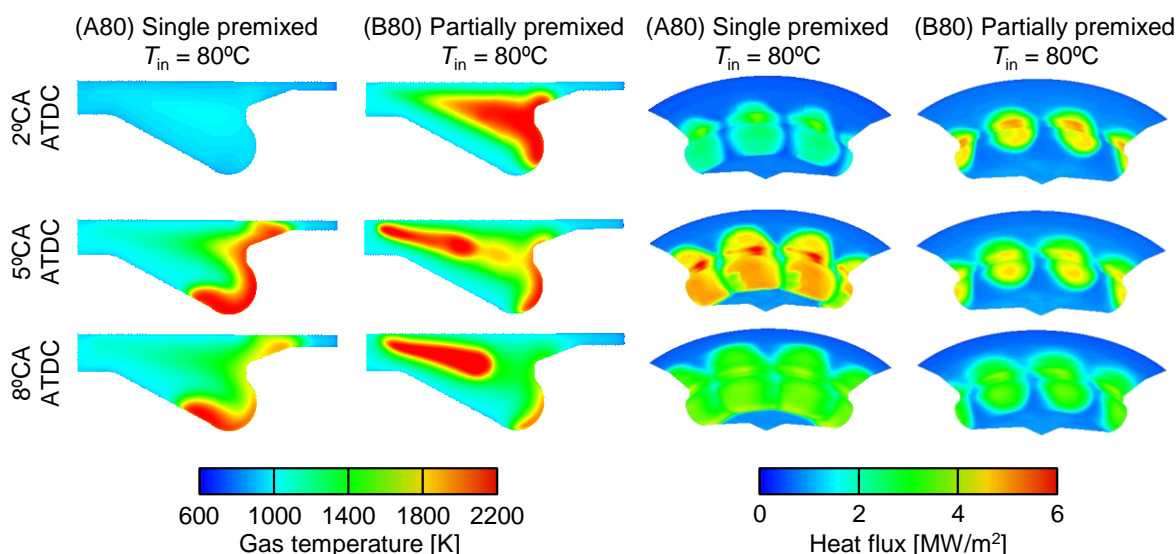 (A80) Single premixed
T_in = 80ºC
(B80) Partially premixed
T_in = 80ºC
(A80) Single premixed
T_in = 80ºC
(B80) Partially premixed
T_in = 80ºC
2ºCA
ATDC
5ºCA
ATDC
8ºCA
ATDC
600 1000 1400 1800 2200
Gas temperature [K]
0 2 4 6
Heat flux [MW/m²]